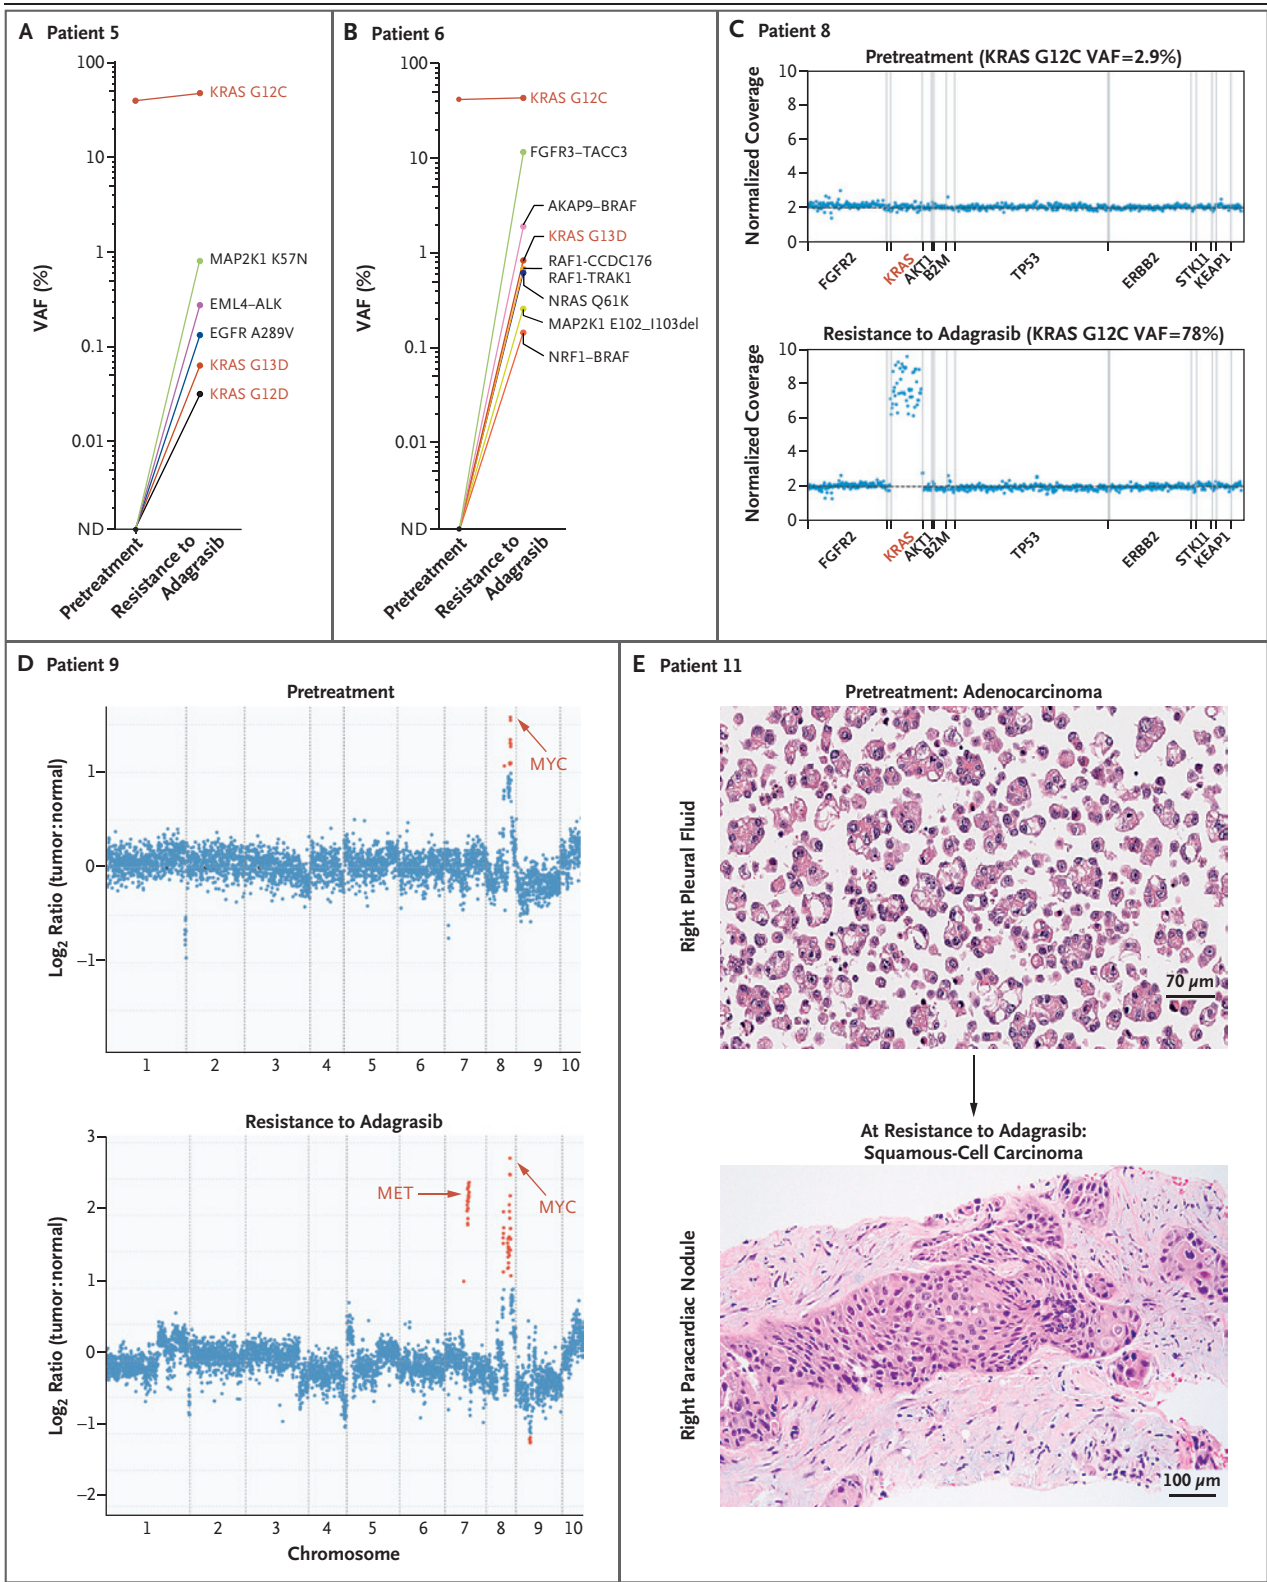 A Patient 5
100
10
1
0.1
0.01
ND
VAF (%)
KRAS G12C
MAP2K1 K57N
EML4–ALK
EGFR A289V
KRAS G13D
KRAS G12D
Pretreatment
Resistance to
Adagrasib
B Patient 6
100
10
1
0.1
0.01
ND
VAF (%)
KRAS G12C
FGFR3–TACC3
AKAP9–BRAF
KRAS G13D
RAF1-CCDC176
RAF1-TRAK1
NRAS Q61K
MAP2K1 E102_I103del
NRF1–BRAF
Pretreatment
Resistance to
Adagrasib
C Patient 8
Pretreatment (KRAS G12C VAF=2.9%)
Normalized Coverage
10
8
6
4
2
0
FGFR2
KRAS
AKT1
B2M
TP53
ERBB2
STK11
KEAP1
Resistance to Adagrasib (KRAS G12C VAF=78%)
Normalized Coverage
10
8
6
4
2
0
FGFR2
KRAS
AKT1
B2M
TP53
ERBB2
STK11
KEAP1
D Patient 9
Pretreatment
Log2 Ratio (tumor:normal)
1
0
−1
MYC
1 2 3 4 5 6 7 8 9 10
Resistance to Adagrasib
Log2 Ratio (tumor:normal)
3
2
1
0
−1
−2
MET
MYC
1 2 3 4 5 6 7 8 9 10
Chromosome
E Patient 11
Pretreatment: Adenocarcinoma
Right Pleural Fluid
70 µm
At Resistance to Adagrasib:
Squamous-Cell Carcinoma
Right Paracardiac Nodule
100 µm